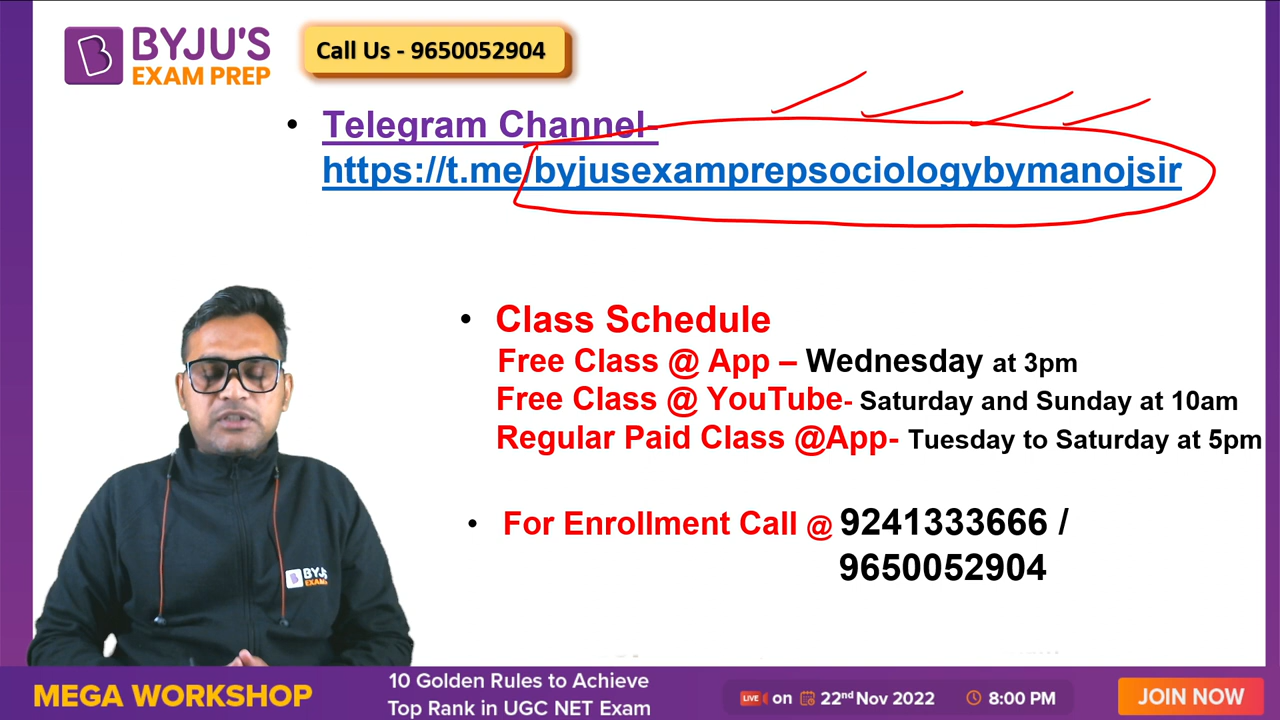 BYJU'S
EXAM PREP
Call Us - 9650052904
• Telegram Channel-
https://t.me/byjusexamprepsociologybymanojsir
• Class Schedule
Free Class @ App – Wednesday at 3pm
Free Class @ YouTube- Saturday and Sunday at 10am
Regular Paid Class @App- Tuesday to Saturday at 5pm
• For Enrollment Call @ 9241333666 /
9650052904
BYJU'S
EXAM
MEGA WORKSHOP
10 Golden Rules to Achieve
Top Rank in UGC NET Exam
LIVE on 22nd Nov 2022 8:00 PM
JOIN NOW